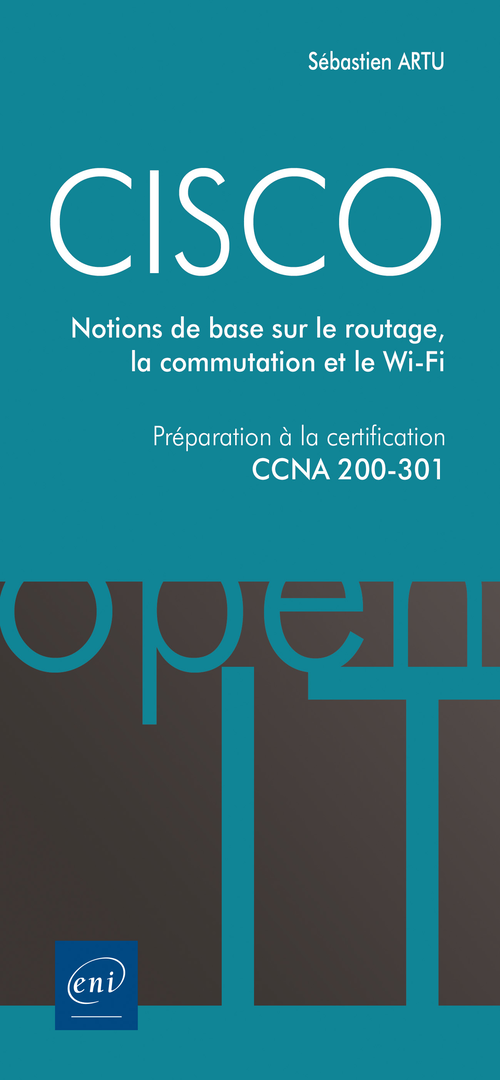 Sébastien ARTU
CISCO
Notions de base sur le routage,
la commutation et le Wi-Fi
Préparation à la certification
CCNA 200-301
open
IT
eni